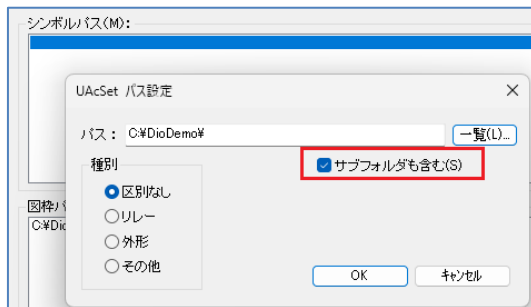 シンボルパス(M):
UAcSet パス設定
パス： C:¥DioDemo¥ 一覧(L)...
種別
サブフォルダも含む(S)
区別なし
リレー
外形
その他
図枠パ
C:¥Dic
OK キャンセル